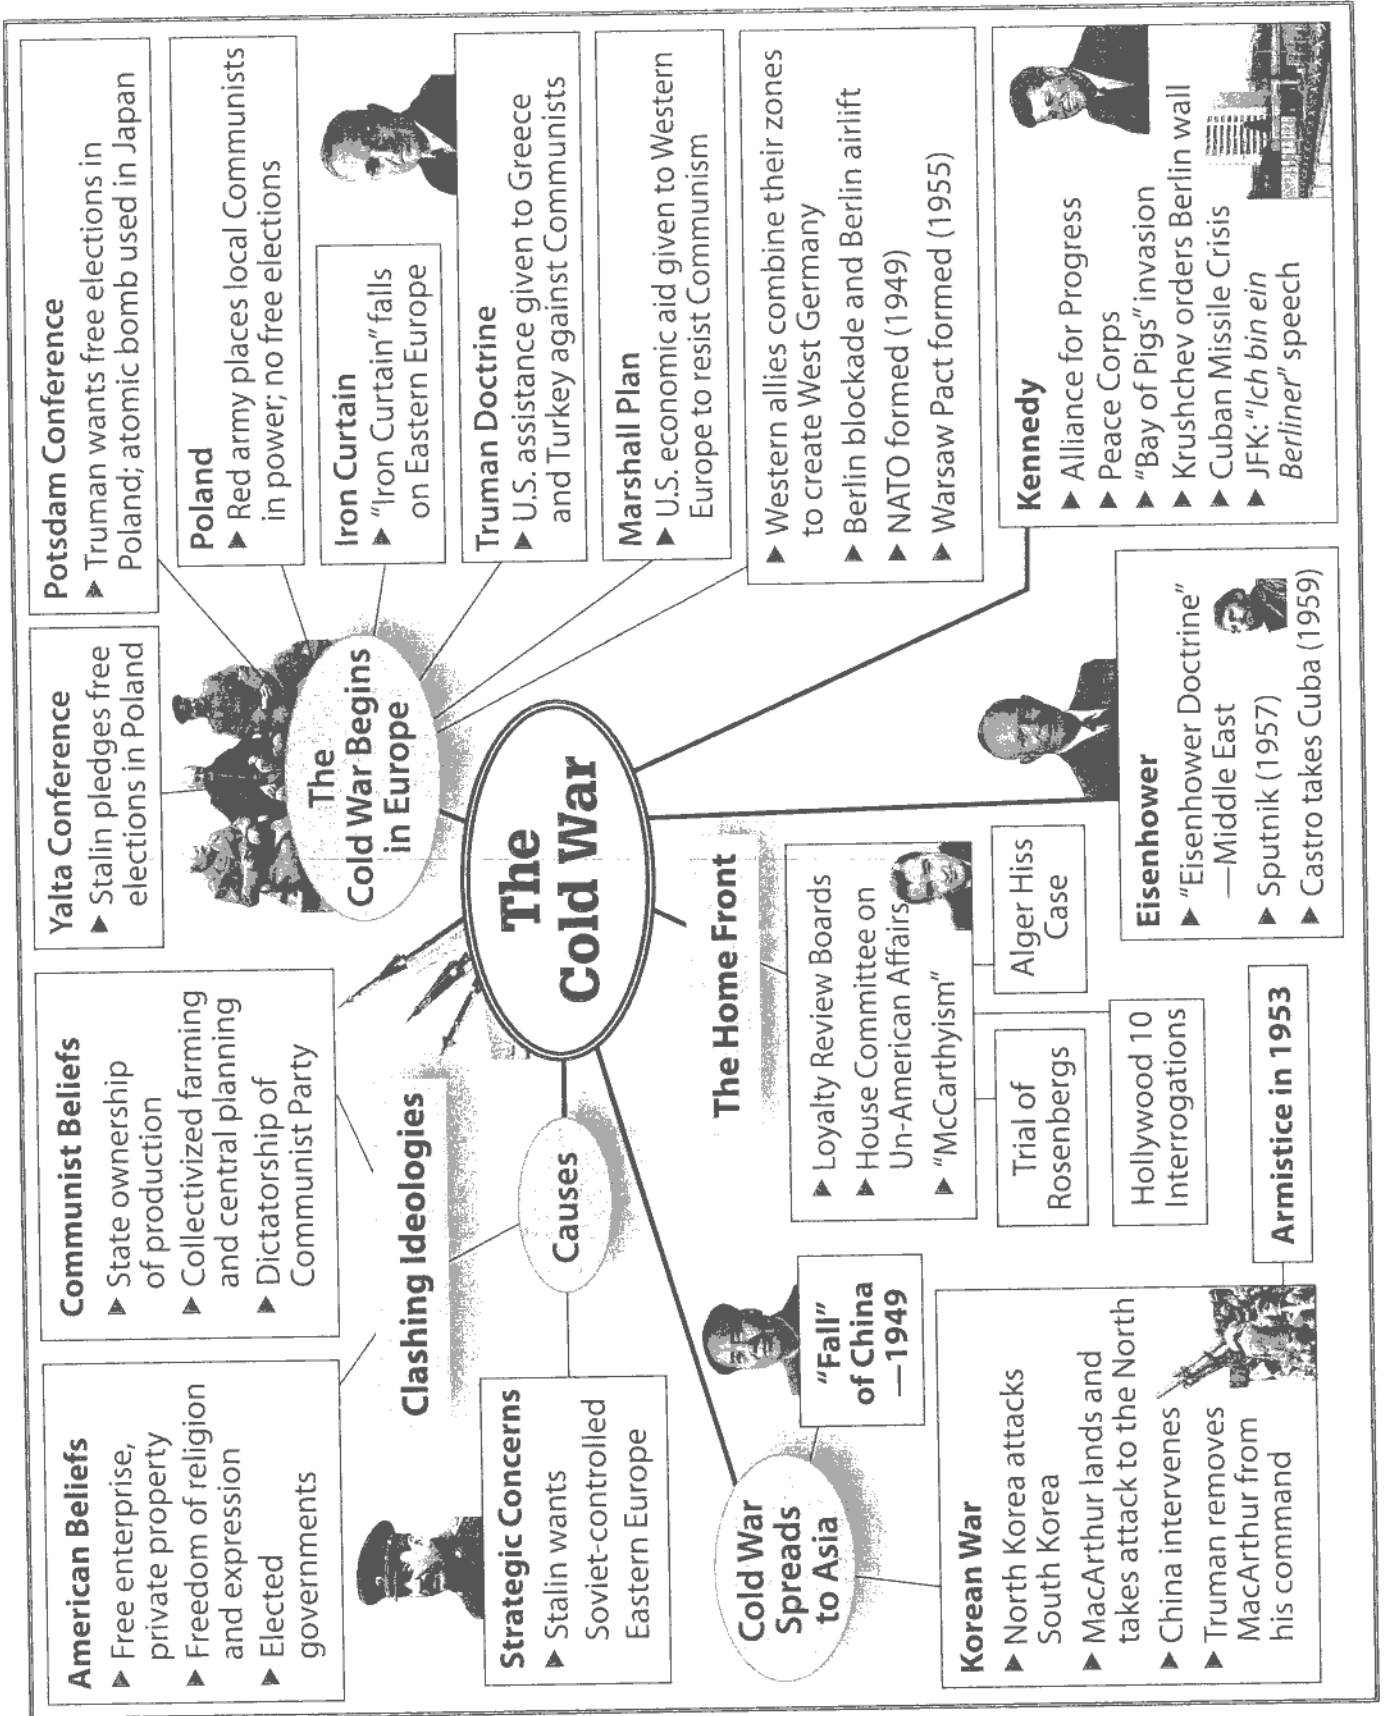 American Beliefs
▶ Free enterprise,
private property
▶ Freedom of religion
and expression
▶ Elected
governments
Communist Beliefs
▶ State ownership
of production
▶ Collectivized farming
and central planning
▶ Dictatorship of
Communist Party
Yalta Conference
▶ Stalin pledges free
elections in Poland
Potsdam Conference
▶ Truman wants free elections in
Poland; atomic bomb used in Japan
Poland
▶ Red army places local Communists
in power; no free elections
Iron Curtain
▶ "Iron Curtain" falls
on Eastern Europe
Truman Doctrine
▶ U.S. assistance given to Greece
and Turkey against Communists
Marshall Plan
▶ U.S. economic aid given to Western
Europe to resist Communism
▶ Western allies combine their zones
to create West Germany
▶ Berlin blockade and Berlin airlift
▶ NATO formed (1949)
▶ Warsaw Pact formed (1955)
The
Cold War Begins
in Europe
Clashing Ideologies
Causes
Strategic Concerns
▶ Stalin wants
Soviet-controlled
Eastern Europe
The
Cold War
Cold War
Spreads
to Asia
"Fall"
of China
—1949
Korean War
▶ North Korea attacks
South Korea
▶ MacArthur lands and
takes attack to the North
▶ China intervenes
▶ Truman removes
MacArthur from
his command
Armistice in 1953
The Home Front
▶ Loyalty Review Boards
▶ House Committee on
Un-American Affairs
▶ "McCarthyism"
Trial of
Rosenbergs
Alger Hiss
Case
Hollywood 10
Interrogations
Eisenhower
▶ "Eisenhower Doctrine"
—Middle East
▶ Sputnik (1957)
▶ Castro takes Cuba (1959)
Kennedy
▶ Alliance for Progress
▶ Peace Corps
▶ "Bay of Pigs" invasion
▶ Krushchev orders Berlin wall
▶ Cuban Missile Crisis
▶ JFK: "Ich bin ein
Berliner" speech